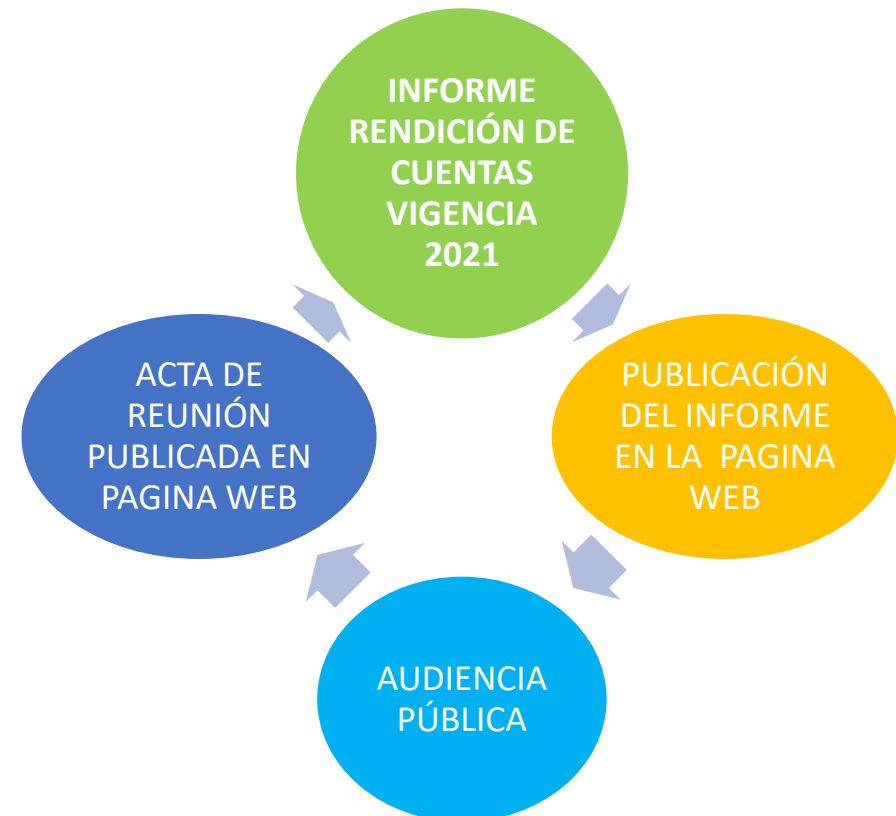 INFORME
RENDICIÓN DE
CUENTAS
VIGENCIA
2021
PUBLICACIÓN
DEL INFORME
EN LA PAGINA
WEB
AUDIENCIA
PÚBLICA
ACTA DE
REUNIÓN
PUBLICADA EN
PAGINA WEB